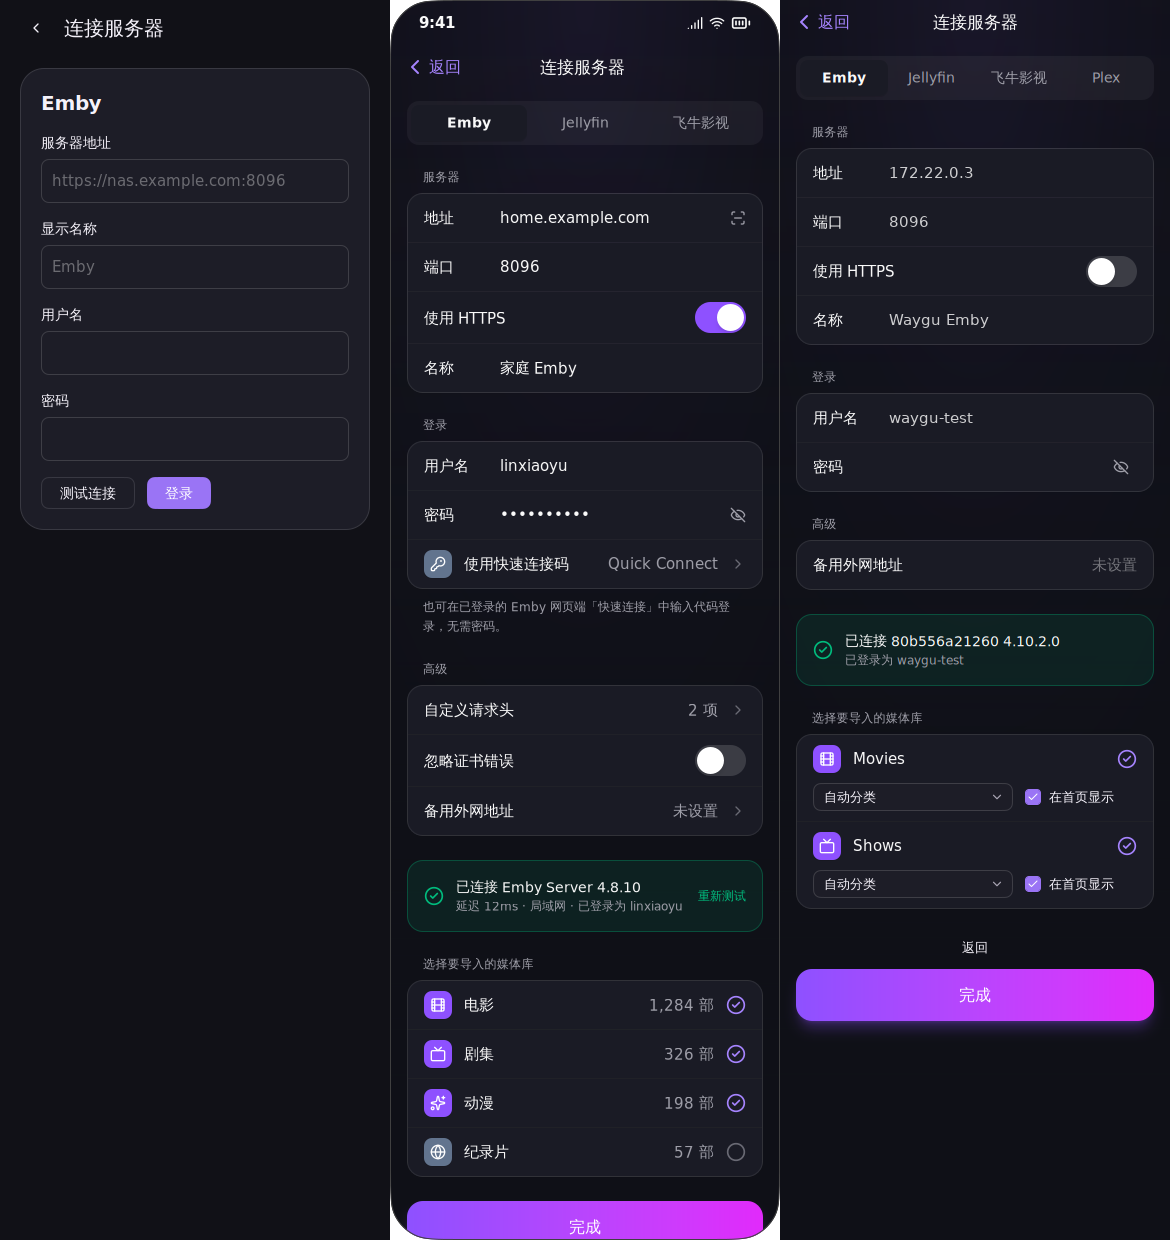 连接服务器
Emby
服务器地址
https://nas.example.com:8096
显示名称
Emby
用户名
密码
测试连接
登录
9:41
返回
连接服务器
Emby
Jellyfin
飞牛影视
服务器
地址
home.example.com
端口
8096
使用 HTTPS
名称
家庭 Emby
登录
用户名
linxiaoyu
密码
••••••••••
使用快速连接码
Quick Connect
也可在已登录的 Emby 网页端「快速连接」中输入代码登
录，无需密码。
高级
自定义请求头
2 项
忽略证书错误
备用外网地址
未设置
已连接 Emby Server 4.8.10
延迟 12ms · 局域网 · 已登录为 linxiaoyu
重新测试
选择要导入的媒体库
电影
1,284 部
剧集
326 部
动漫
198 部
纪录片
57 部
完成
返回
连接服务器
Emby
Jellyfin
飞牛影视
Plex
服务器
地址
172.22.0.3
端口
8096
使用 HTTPS
名称
Waygu Emby
登录
用户名
waygu-test
密码
高级
备用外网地址
未设置
已连接 80b556a21260 4.10.2.0
已登录为 waygu-test
选择要导入的媒体库
Movies
自动分类
在首页显示
Shows
自动分类
在首页显示
返回
完成